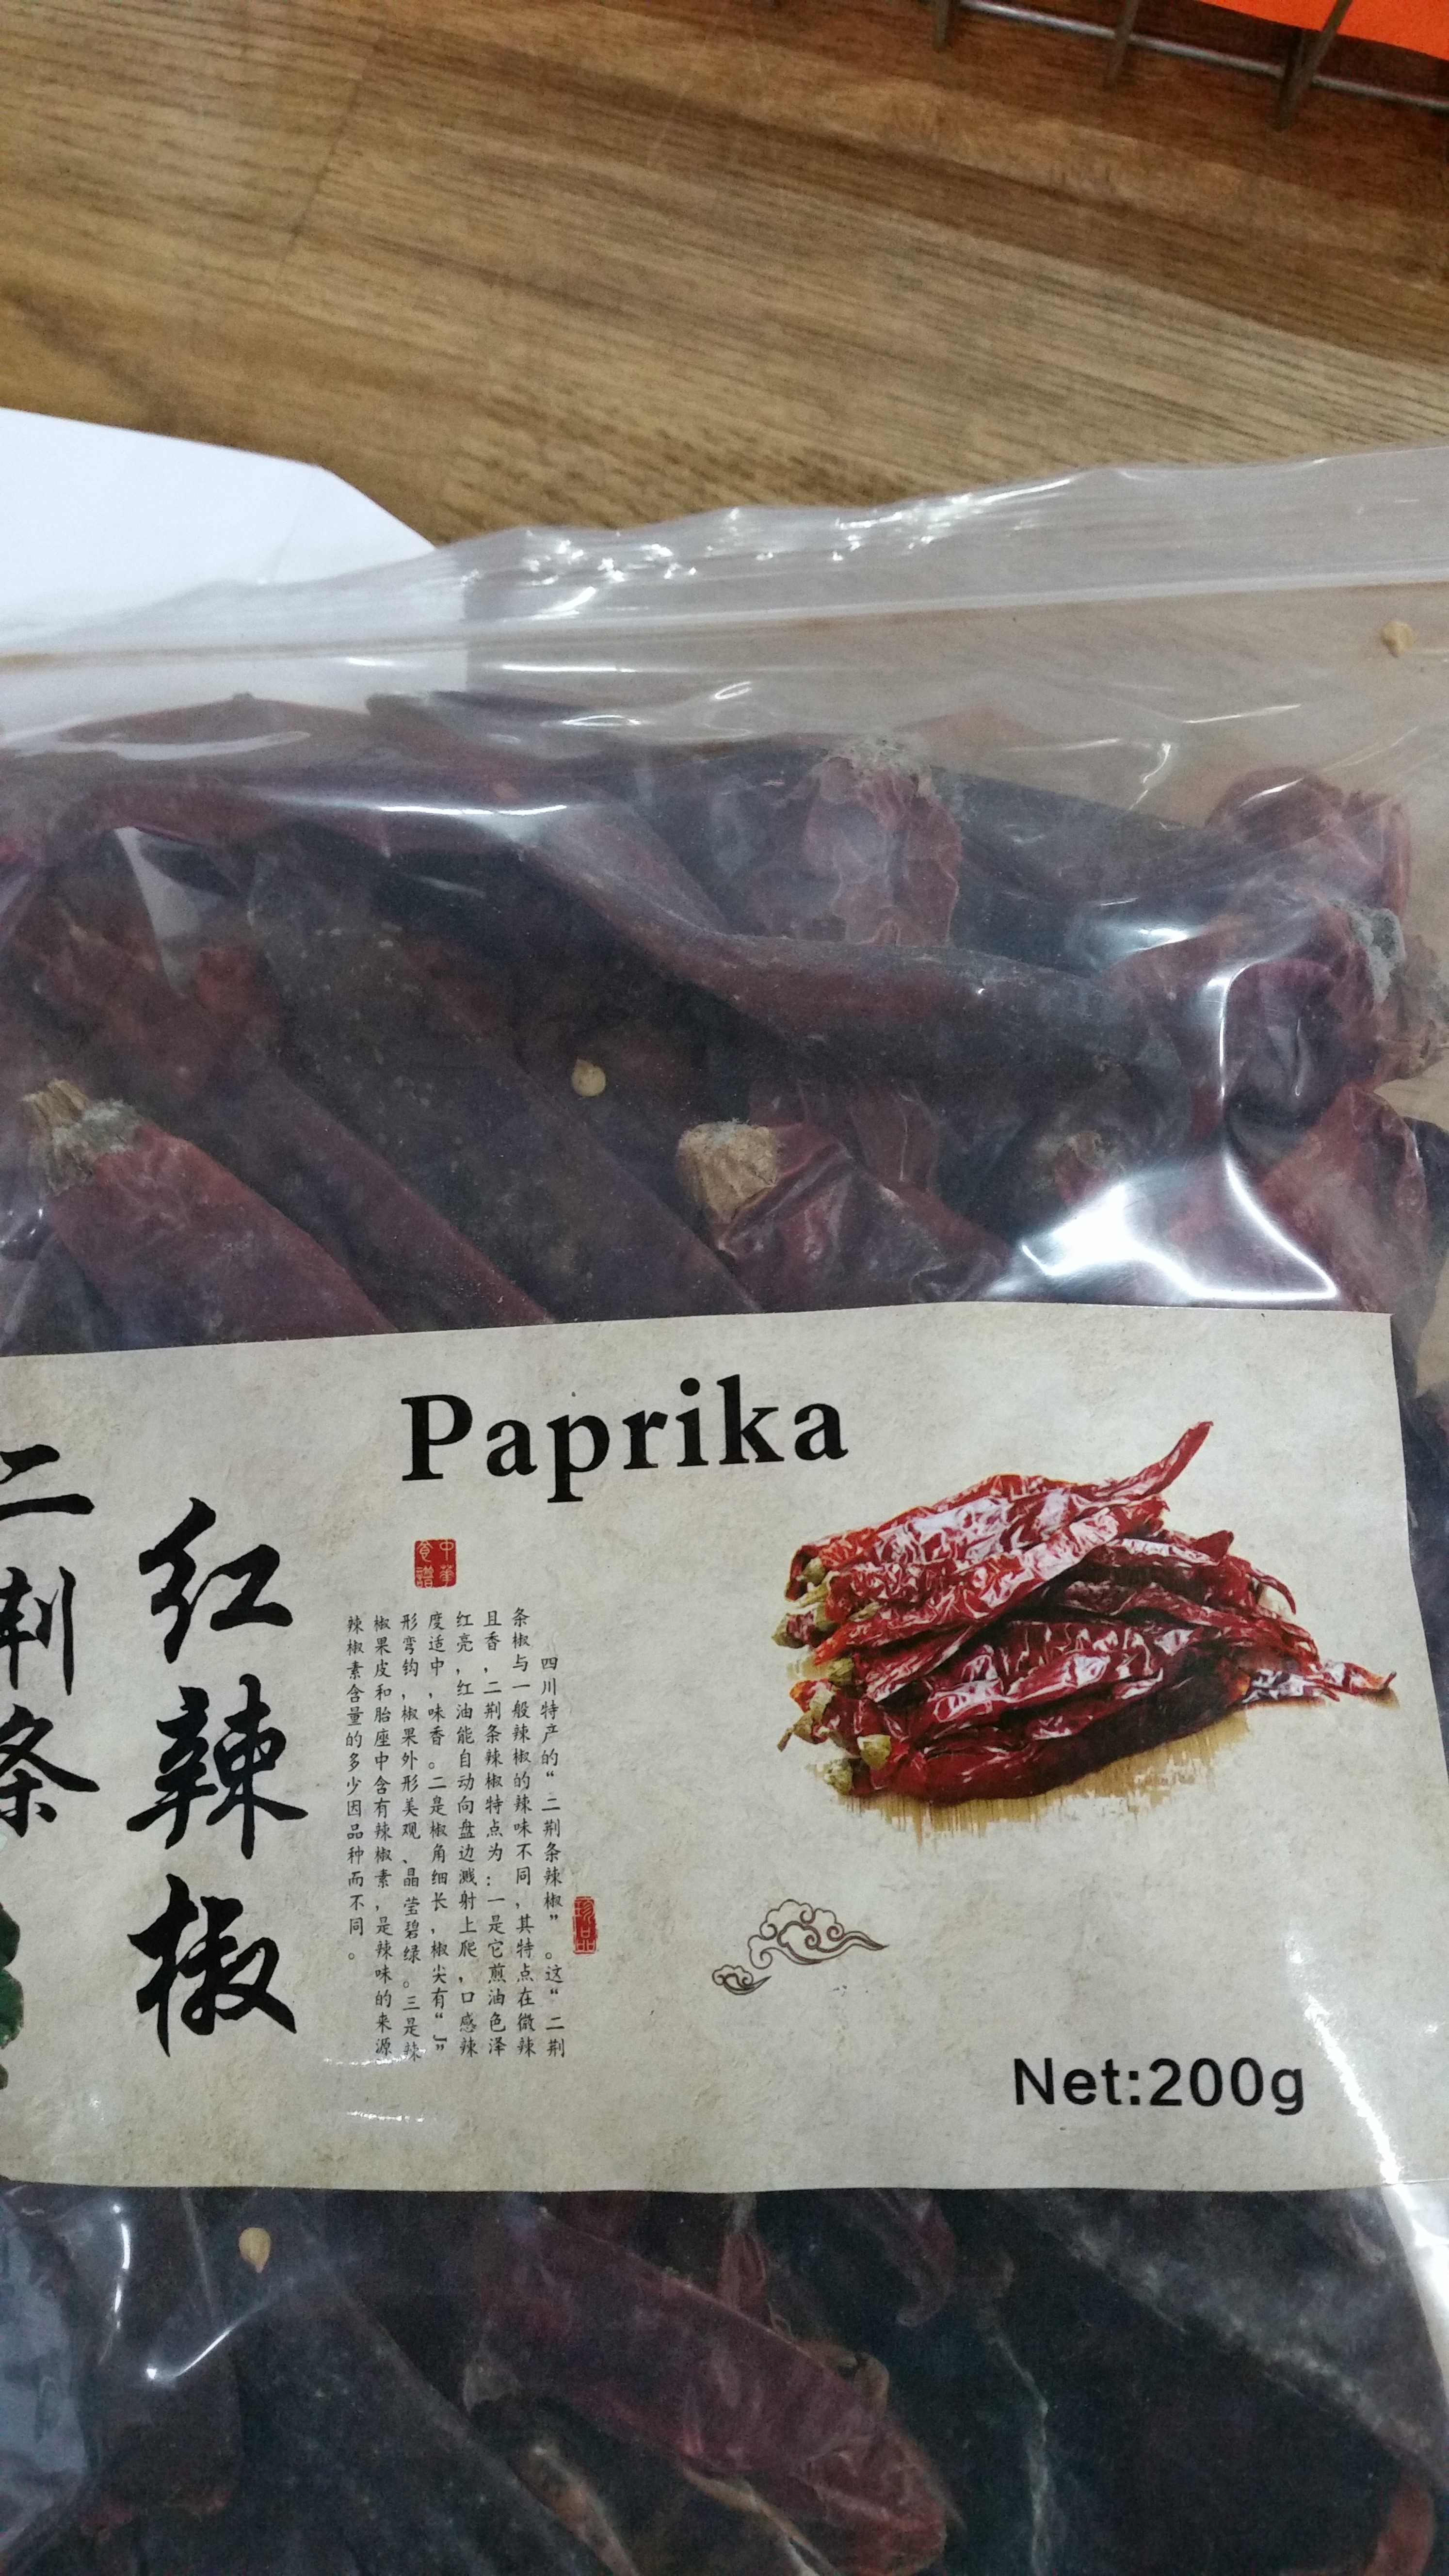 Paprika
二荆条
红辣椒
中华
食谱
四川特产的“二荆条辣椒”。这“二荆
条椒与一般辣椒的辣味不同，其特点在微辣
且香，二荆条辣椒特点为：一是它煎油色泽
红亮，红油能自动向盘边溅射上爬，口感辣
度适中，味香。二是椒角细长，椒尖有“J”
形弯钩，椒果外形美观、晶莹碧绿。三是辣
椒果皮和胎座中含有辣椒素，是辣味的来源
辣椒素含量的多少因品种而不同。
珍品
Net:200g